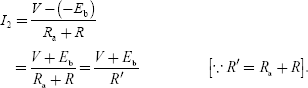 I₂ = (V − (−E_b)) / (R_a + R)
= (V + E_b) / (R_a + R) = (V + E_b) / R′ [∵ R′ = R_a + R].